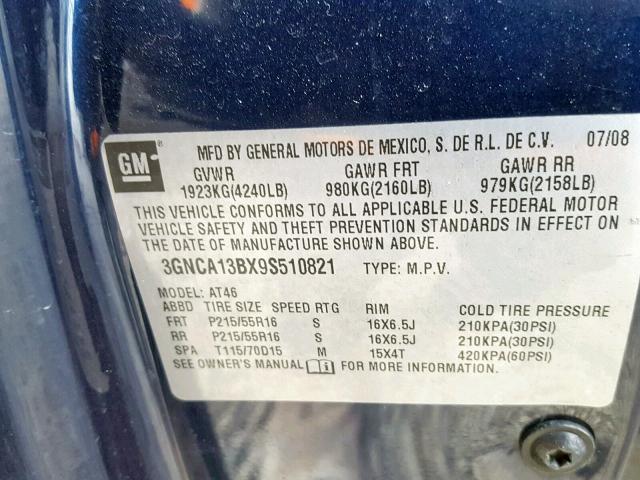 GM
MFD BY GENERAL MOTORS DE MEXICO, S. DE R.L. DE C.V. 07/08
GVWR GAWR FRT GAWR RR
1923KG(4240LB) 980KG(2160LB) 979KG(2158LB)
THIS VEHICLE CONFORMS TO ALL APPLICABLE U.S. FEDERAL MOTOR
VEHICLE SAFETY AND THEFT PREVENTION STANDARDS IN EFFECT ON
THE DATE OF MANUFACTURE SHOWN ABOVE.
3GNCA13BX9S510821 TYPE: M.P.V.
MODEL: AT46
ABBD TIRE SIZE SPEED RTG RIM COLD TIRE PRESSURE
FRT P215/55R16 S 16X6.5J 210KPA(30PSI)
RR P215/55R16 S 16X6.5J 210KPA(30PSI)
SPA T115/70D15 M 15X4T 420KPA(60PSI)
SEE OWNER'S MANUAL FOR MORE INFORMATION.